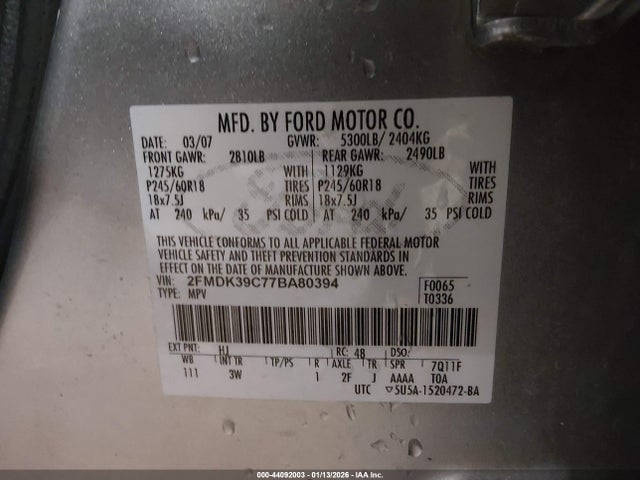 MFD. BY FORD MOTOR CO.
DATE: 03/07 GVWR: 5300LB/ 2404KG
FRONT GAWR: 2810LB REAR GAWR: 2490LB
1275KG WITH 1129KG WITH
P245/60R18 TIRES P245/60R18 TIRES
18x7.5J RIMS 18x7.5J RIMS
AT 240 kPa/ 35 PSI COLD AT 240 kPa/ 35 PSI COLD
THIS VEHICLE CONFORMS TO ALL APPLICABLE FEDERAL MOTOR
VEHICLE SAFETY AND THEFT PREVENTION STANDARDS IN
EFFECT ON THE DATE OF MANUFACTURE SHOWN ABOVE.
VIN: 2FMDK39C77BA80394 F0065
TYPE: MPV T0336
EXT PNT: HJ RC: 48 DSO:
WB INT TR TP/PS R AXLE TR SPR 7Q11F
111 3W 1 2F J AAAA TOA
UTC ▽5U5A-1520472-BA
000-44092003 - 01/13/2026 - IAAI, Inc.